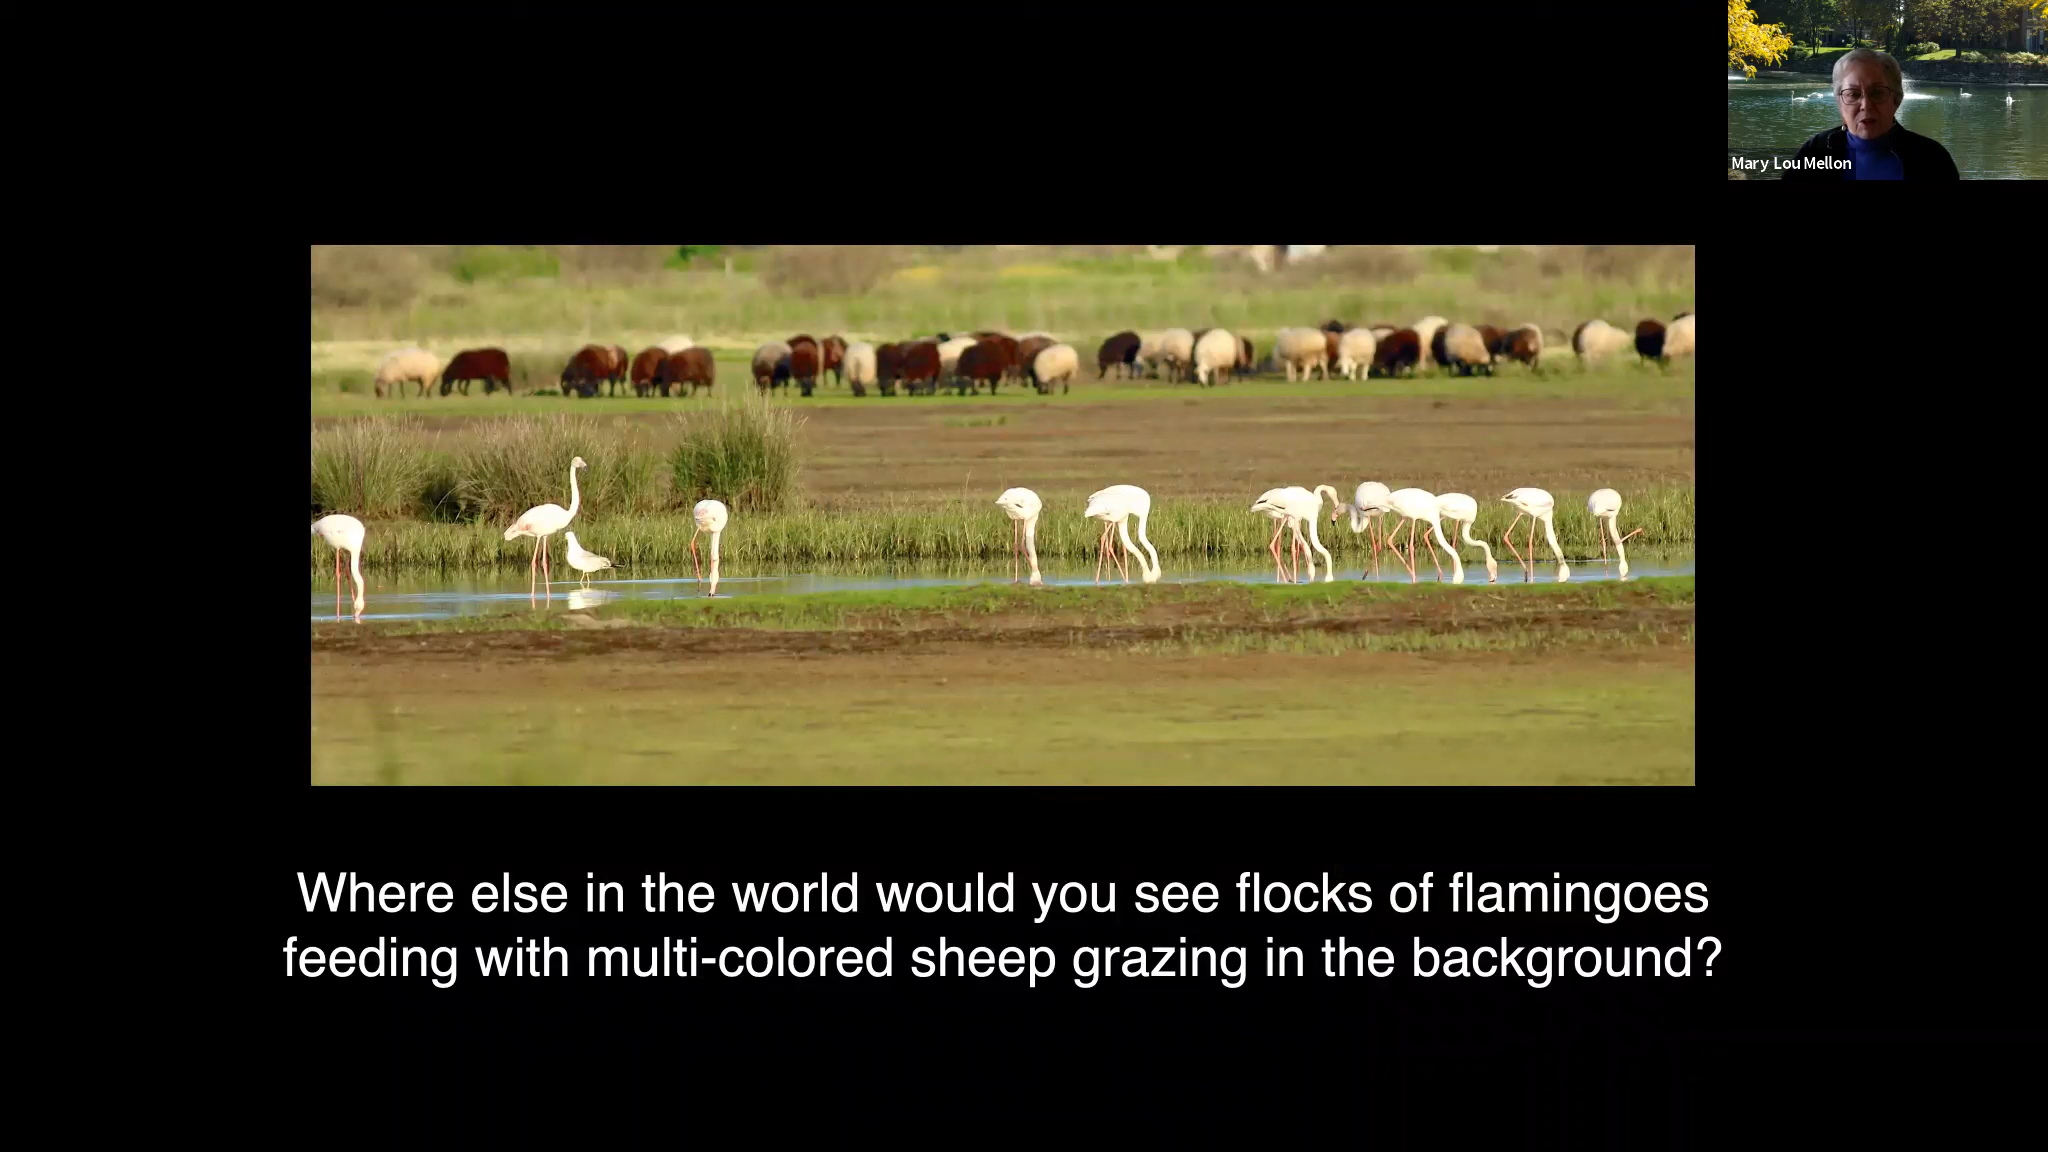 Mary Lou Mellon
Where else in the world would you see flocks of flamingoes
feeding with multi-colored sheep grazing in the background?